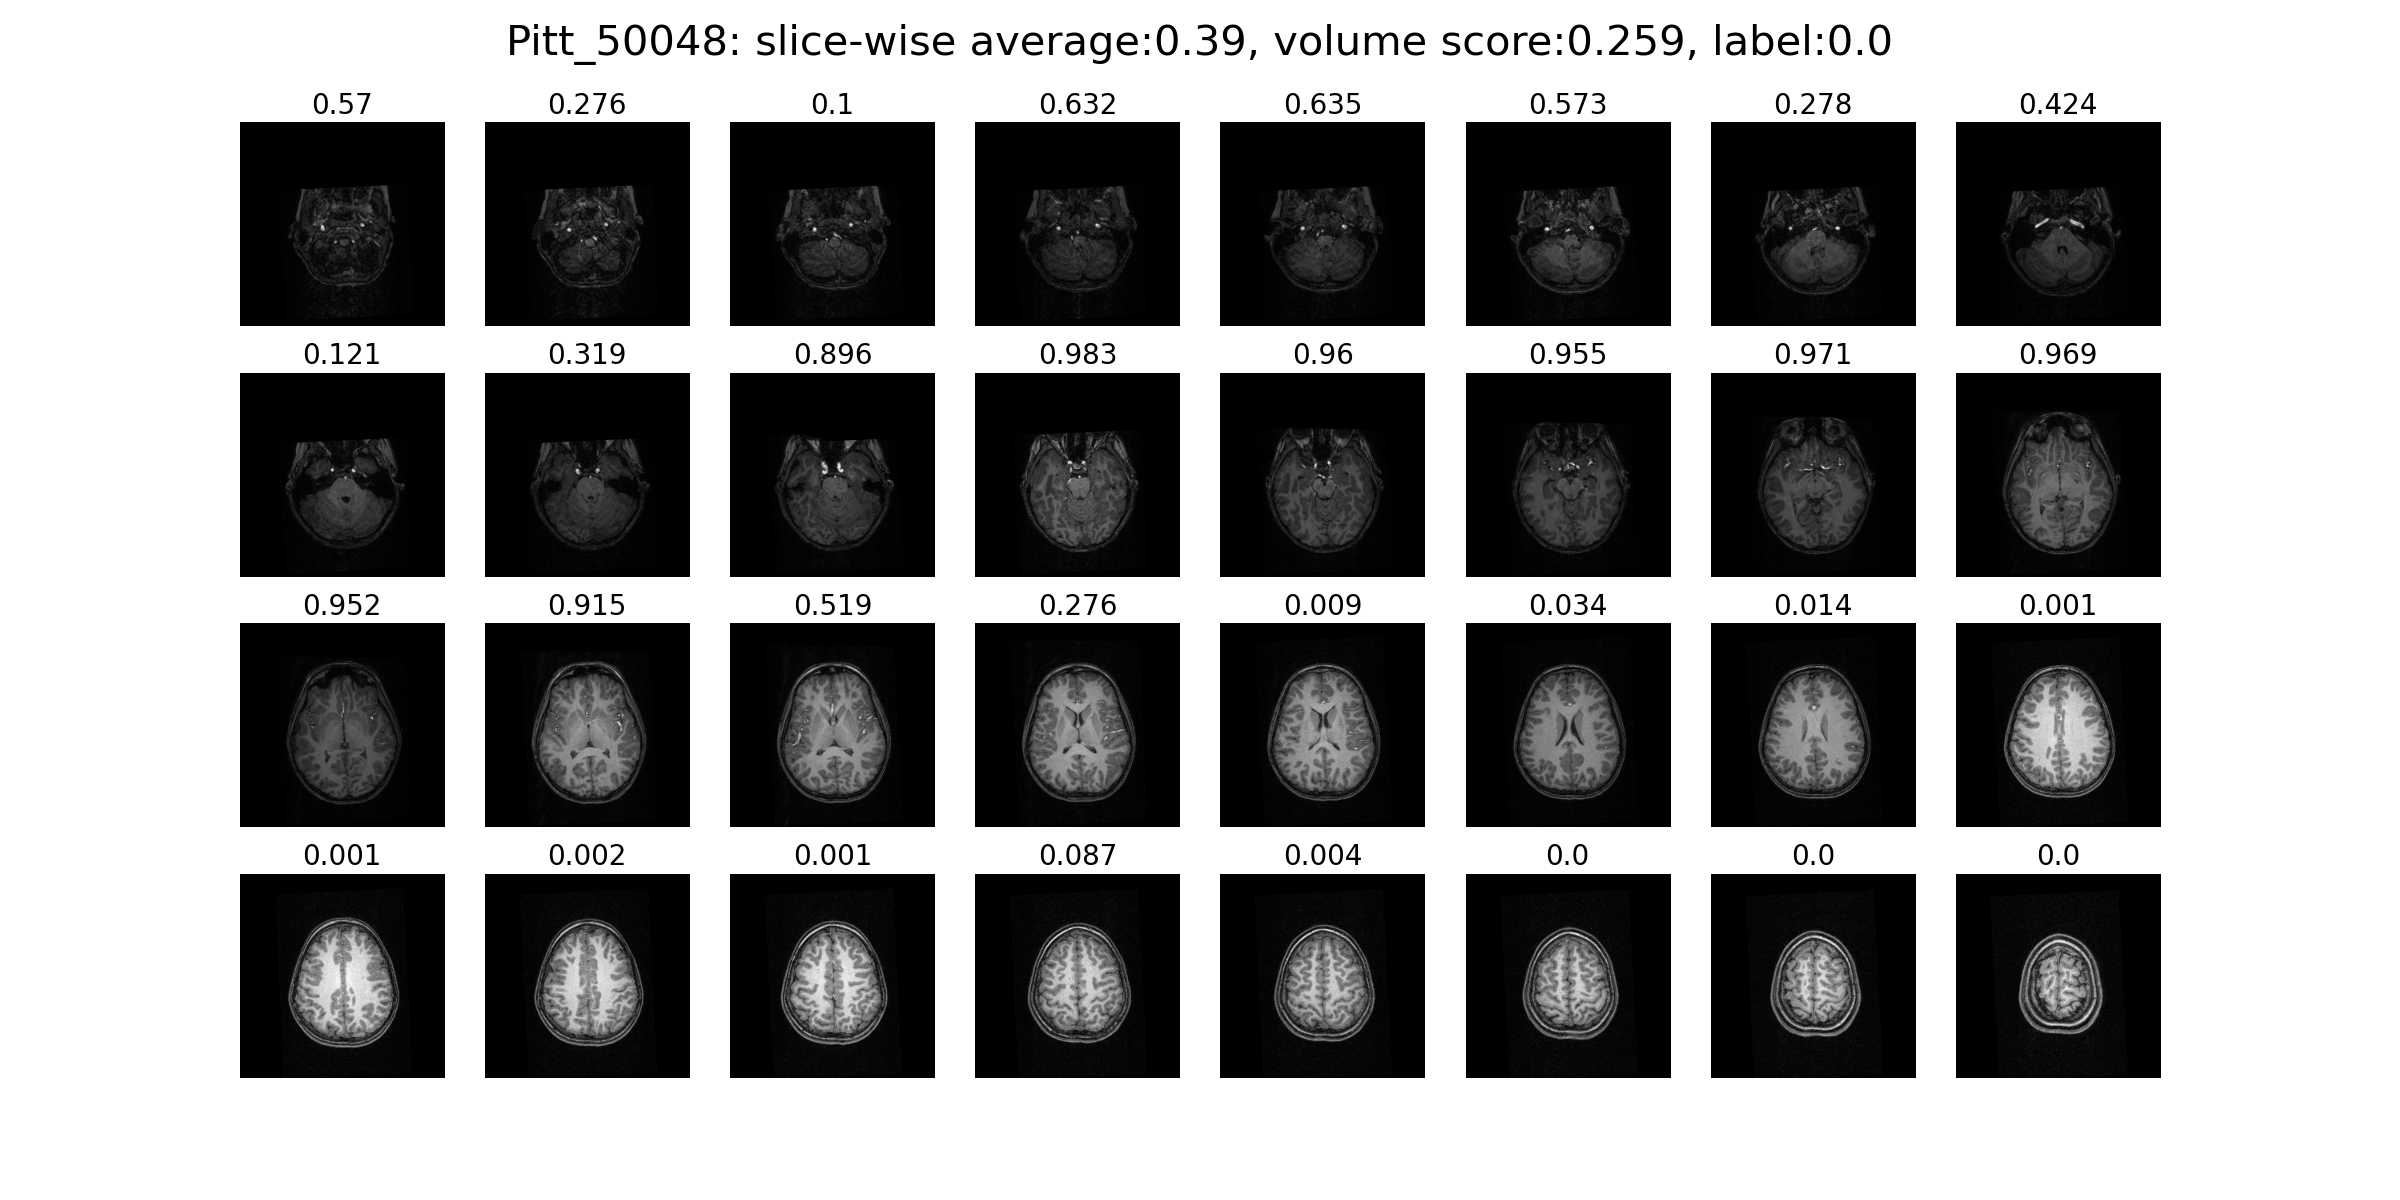 Pitt_50048: slice-wise average:0.39, volume score:0.259, label:0.0
0.57 0.276 0.1 0.632 0.635 0.573 0.278 0.424
0.121 0.319 0.896 0.983 0.96 0.955 0.971 0.969
0.952 0.915 0.519 0.276 0.009 0.034 0.014 0.001
0.001 0.002 0.001 0.087 0.004 0.0 0.0 0.0